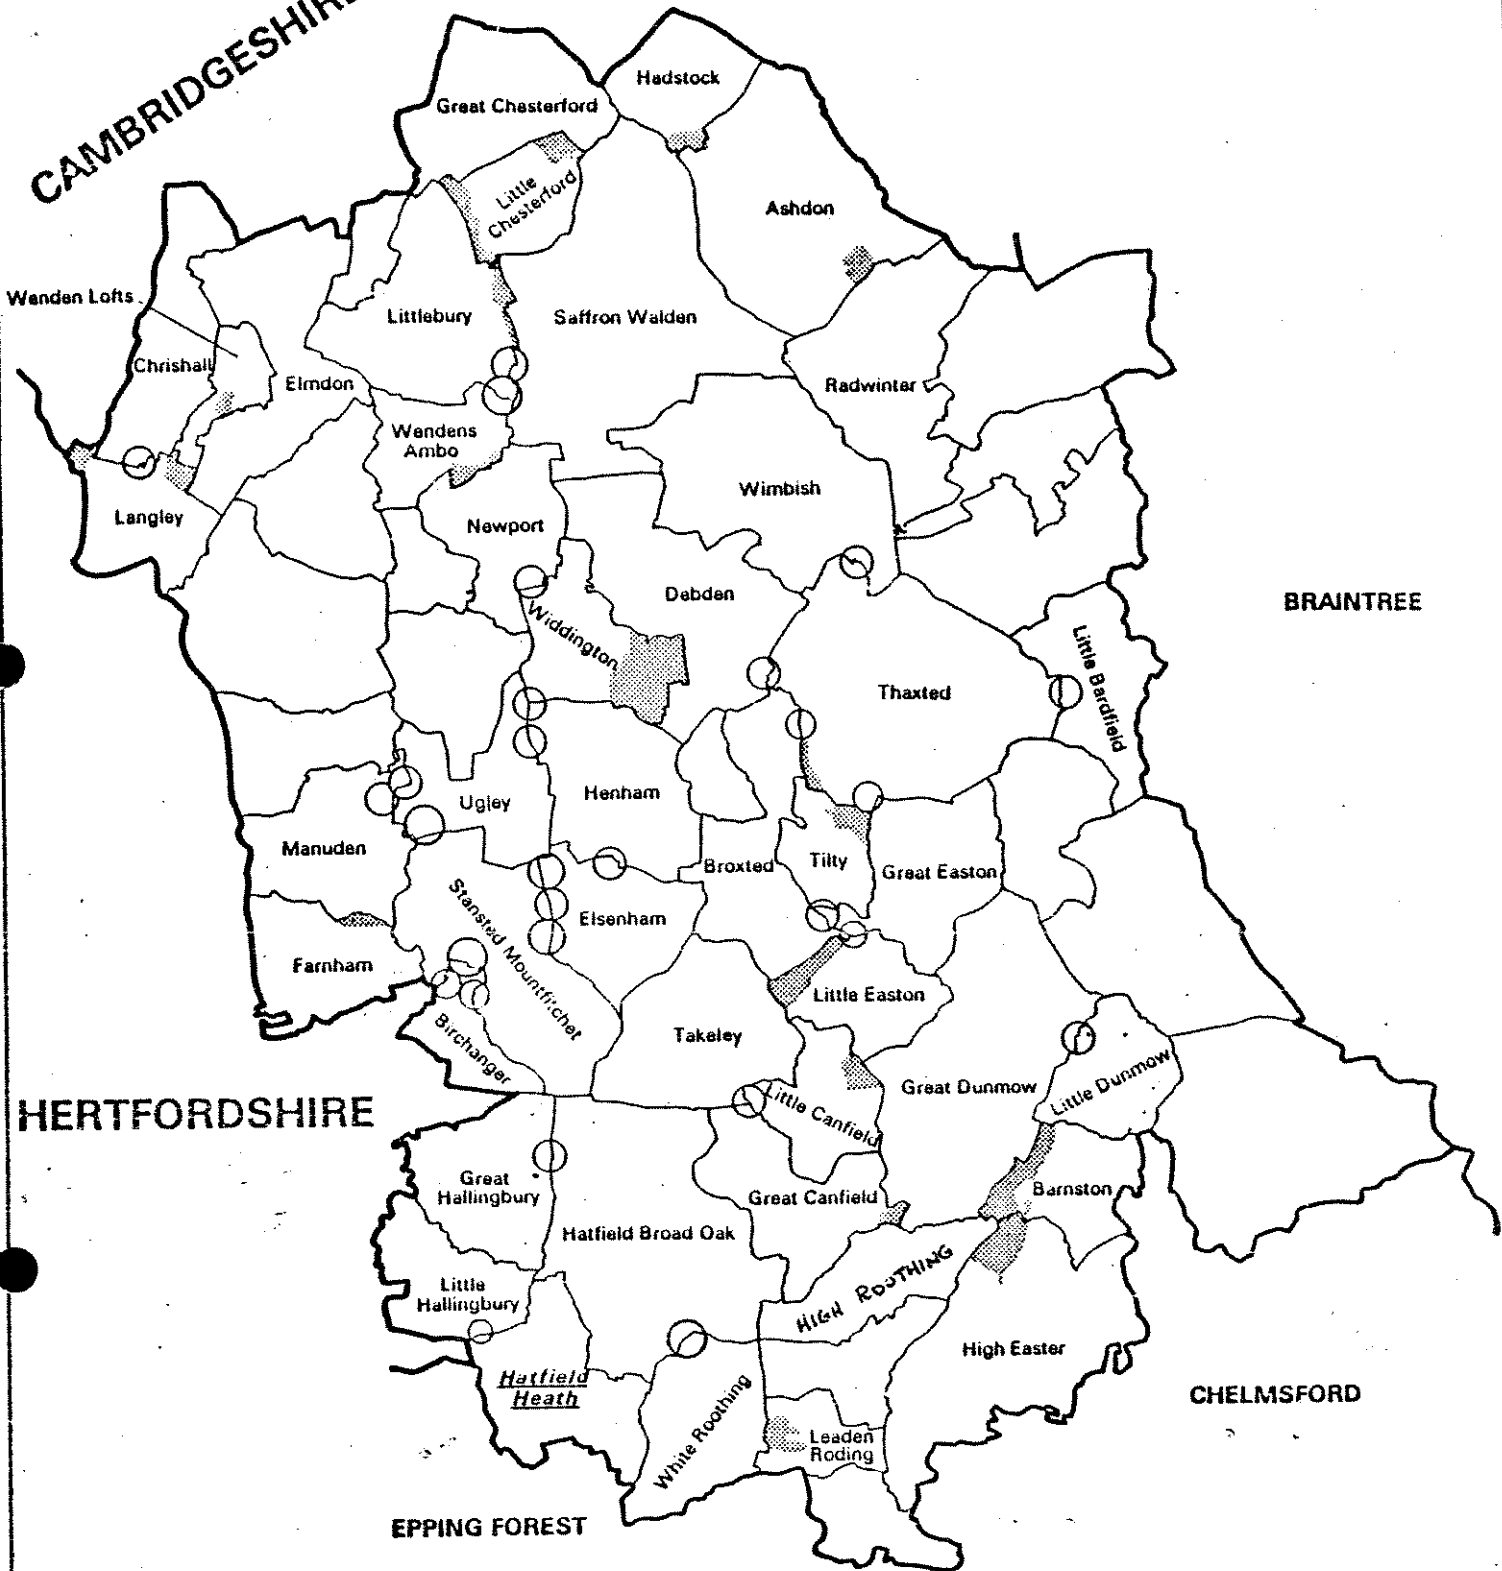 CAMBRIDGESHIRE
Hadstock
Great Chesterford
Little
Chesterford
Ashdon
Wenden Lofts
Littlebury
Saffron Walden
Chrishall
Elmdon
Radwinter
Wendens
Ambo
Wimbish
Langley
Newport
Debden
BRAINTREE
Widdington
Little Bardfield
Thaxted
Ugley
Henham
Manuden
Broxted
Tilty
Great Easton
Stansted Mountfichet
Elsenham
Farnham
Little Easton
Birchanger
Takeley
Great Dunmow
Little Dunmow
HERTFORDSHIRE
Little Canfield
Great
Hallingbury
Great Canfield
Barnston
Hatfield Broad Oak
HIGH ROOTHING
Little
Hallingbury
High Easter
Hatfield
Heath
White Roothing
CHELMSFORD
Leaden
Roding
EPPING FOREST